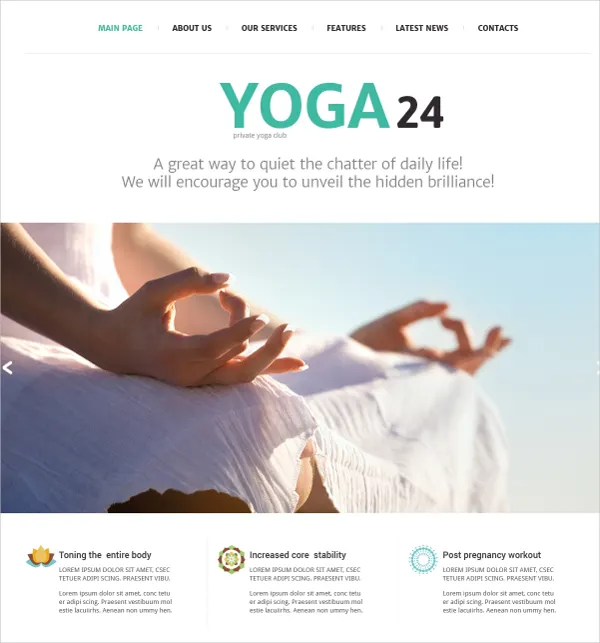 MAIN PAGE ABOUT US OUR SERVICES FEATURES LATEST NEWS CONTACTS
YOGA 24
private yoga club
A great way to quiet the chatter of daily life!
We will encourage you to unveil the hidden brilliance!
Toning the entire body
LOREM IPSUM DOLOR SIT AMET, CSEC
TETUER ADIPI SCING. PRAESENT VIBU.
Lorem ipsum dolor sit amet, consec tetu
er adipi scing. Praesent vestibuum mol
estie lacuiirhs. Aenean non ummy hen.
Increased core stability
LOREM IPSUM DOLOR SIT AMET, CSEC
TETUER ADIPI SCING. PRAESENT VIBU.
Lorem ipsum dolor sit amet, consec tetu
er adipi scing. Praesent vestibuum mol
estie lacuiirhs. Aenean non ummy hen.
Post pregnancy workout
LOREM IPSUM DOLOR SIT AMET, CSEC
TETUER ADIPI SCING. PRAESENT VIBU.
Lorem ipsum dolor sit amet, consec tetu
er adipi scing. Praesent vestibuum mol
estie lacuiirhs. Aenean non ummy hen.